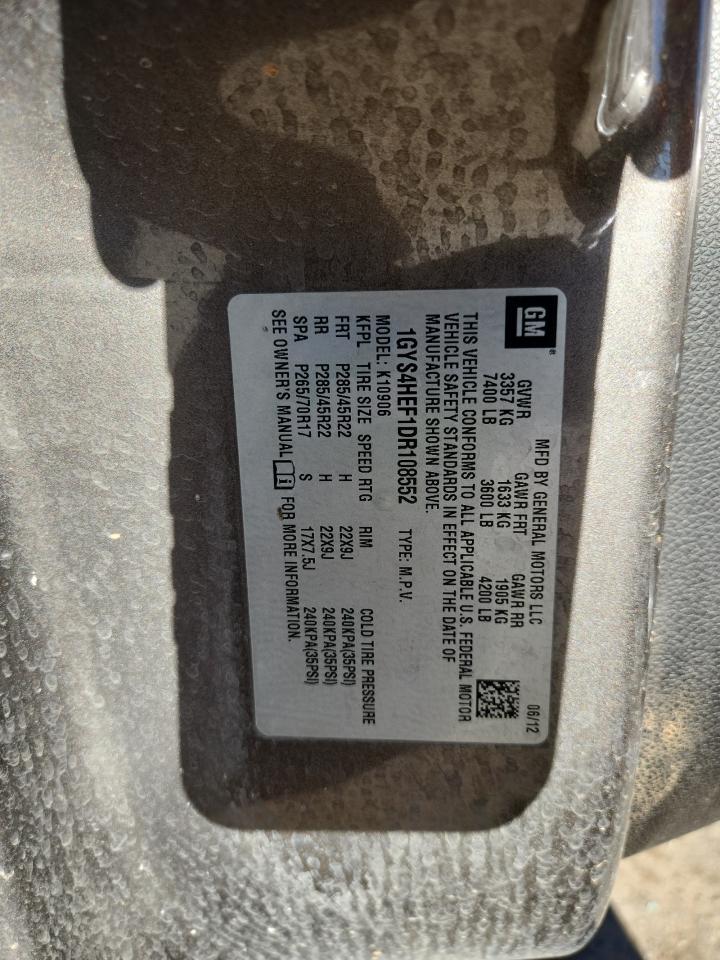 GM®
MFD BY GENERAL MOTORS LLC 06/12
GVWR GAWR FRT GAWR RR
3357 KG 1633 KG 1905 KG
7400 LB 3600 LB 4200 LB
THIS VEHICLE CONFORMS TO ALL APPLICABLE U.S. FEDERAL MOTOR
VEHICLE SAFETY STANDARDS IN EFFECT ON THE DATE OF
MANUFACTURE SHOWN ABOVE.
1GYS4HEF1DR108552 TYPE: M.P.V.
MODEL: K10906
KFPL TIRE SIZE SPEED RTG RIM COLD TIRE PRESSURE
FRT P285/45R22 H 22X9J 240KPA(35PSI)
RR P285/45R22 H 22X9J 240KPA(35PSI)
SPA P265/70R17 S 17X7.5J 240KPA(35PSI)
SEE OWNER'S MANUAL FOR MORE INFORMATION.